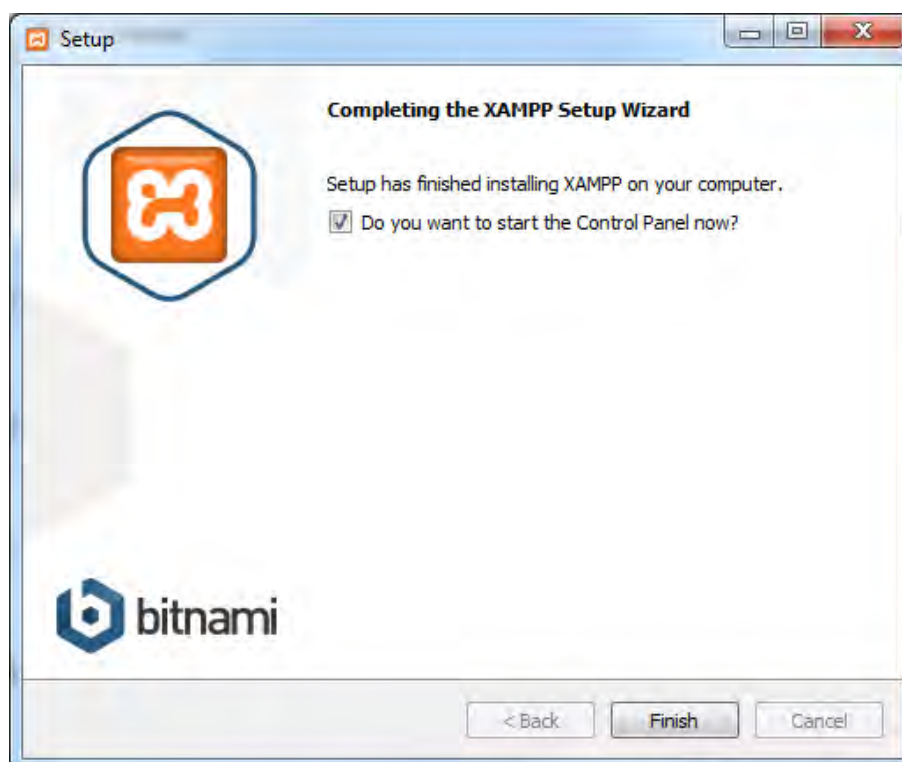 Setup
Completing the XAMPP Setup Wizard
Setup has finished installing XAMPP on your computer.
Do you want to start the Control Panel now?
bitnami
< Back Finish Cancel